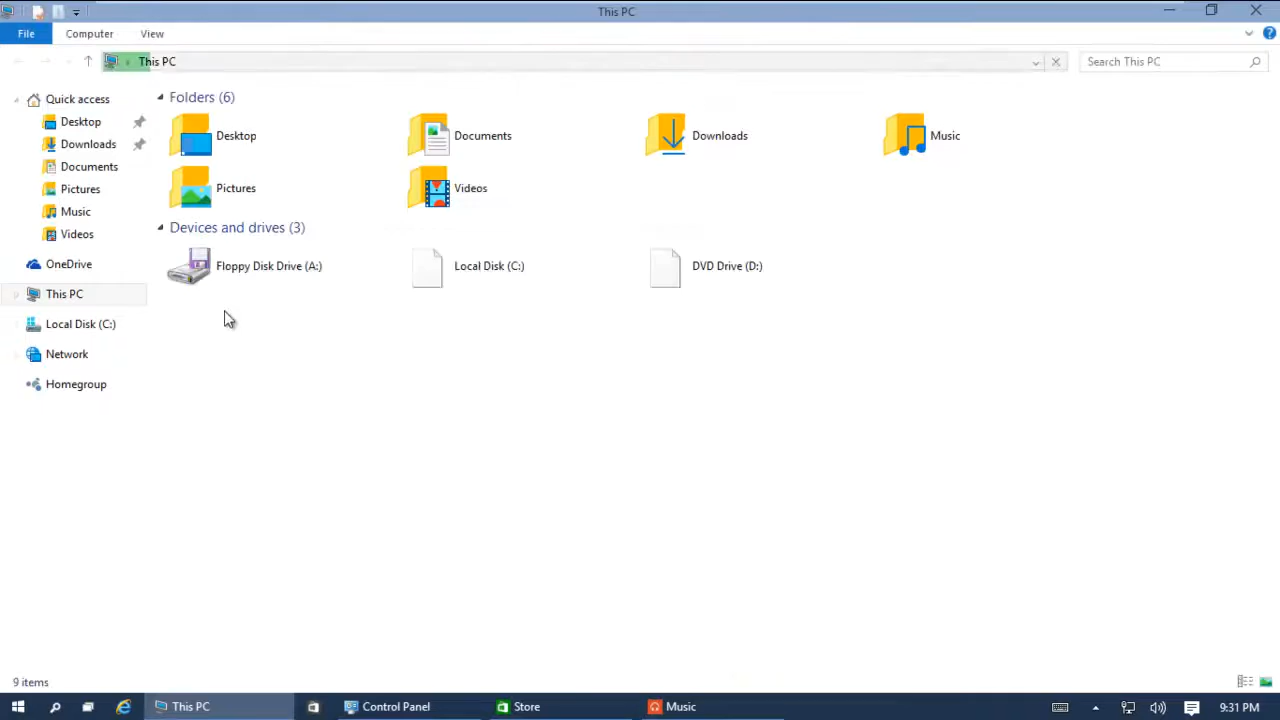 This PC
File Computer View
This PC Search This PC
Quick access
Desktop
Downloads
Documents
Pictures
Music
Videos
OneDrive
This PC
Local Disk (C:)
Network
Homegroup
Folders (6)
Desktop Documents Downloads Music
Pictures Videos
Devices and drives (3)
Floppy Disk Drive (A:) Local Disk (C:) DVD Drive (D:)
9 items
This PC Control Panel Store Music 9:31 PM